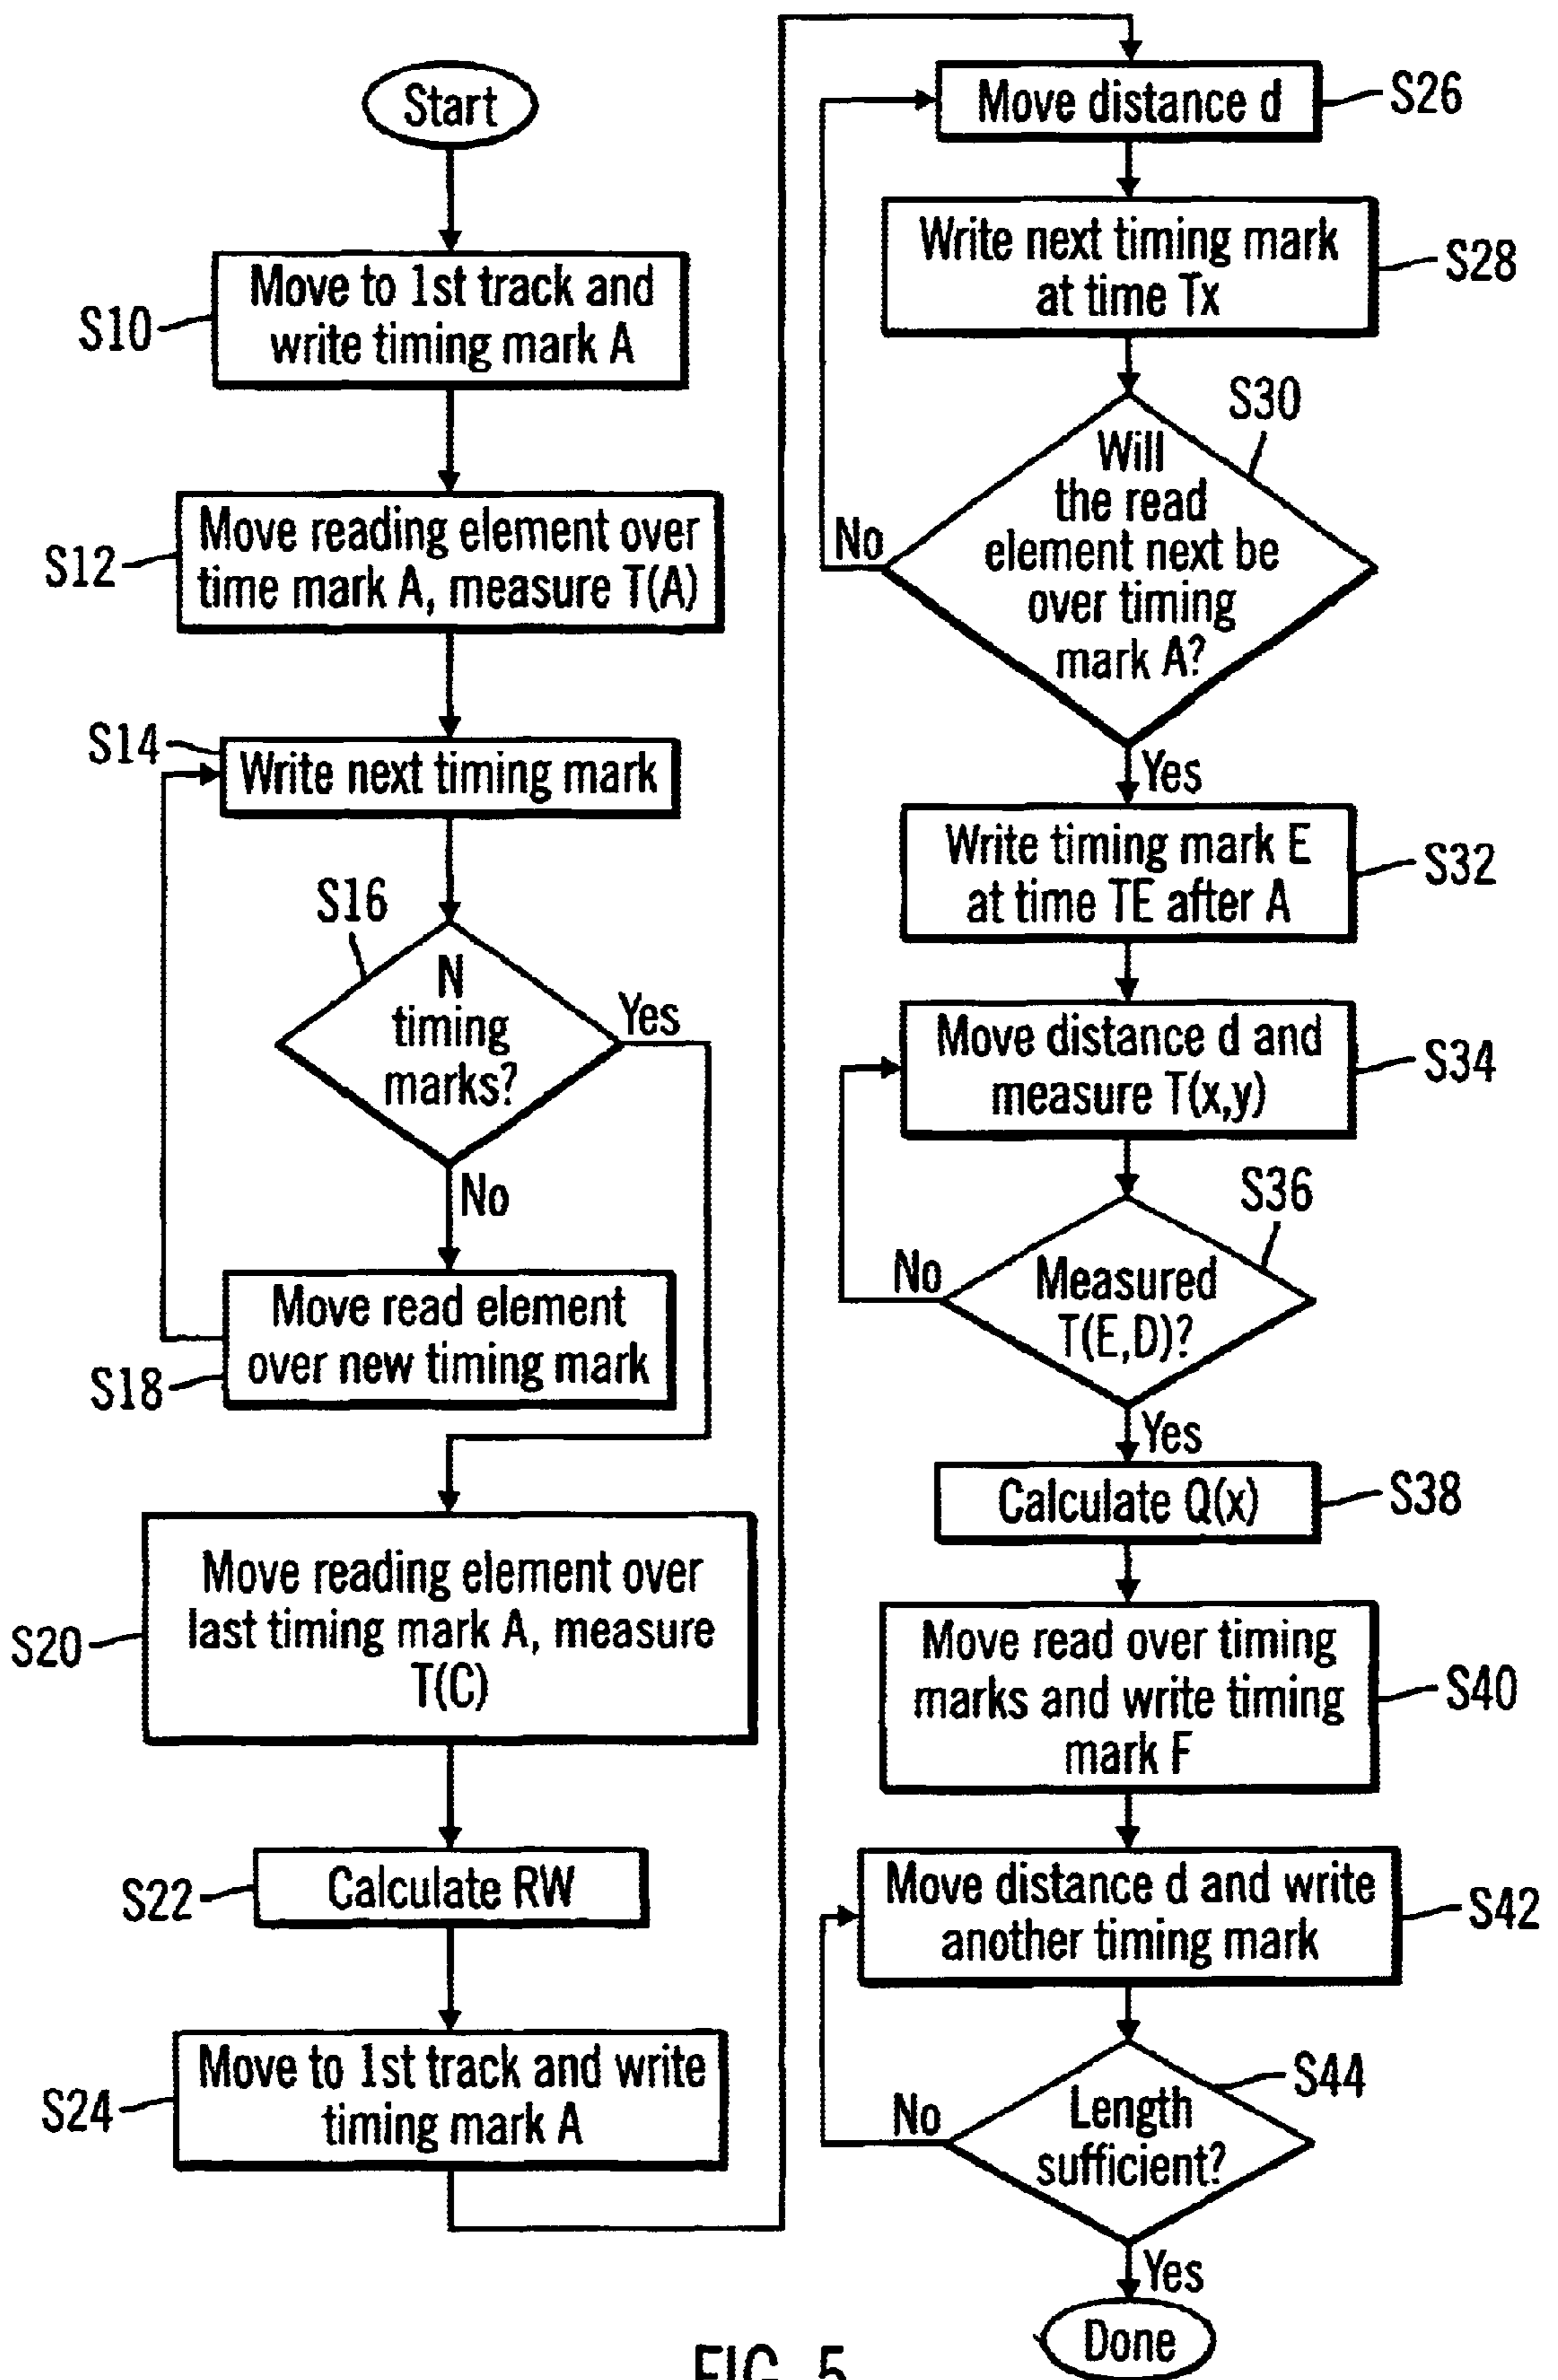 Start
S10
Move to 1st track and
write timing mark A
S12
Move reading element over
time mark A, measure T(A)
S14
Write next timing mark
S16
N
timing
marks?
Yes
No
Move read element
over new timing mark
S18
Move reading element over
last timing mark A, measure
T(C)
S20
Calculate RW
S22
Move to 1st track and write
timing mark A
S24
Move distance d
S26
Write next timing mark
at time Tx
S28
S30
Will
the read
element next be
over timing
mark A?
No
Yes
Write timing mark E
at time TE after A
S32
Move distance d and
measure T(x,y)
S34
S36
Measured
T(E,D)?
No
Yes
Calculate Q(x)
S38
Move read over timing
marks and write timing
mark F
S40
Move distance d and write
another timing mark
S42
S44
Length
sufficient?
No
Yes
Done
FIG. 5